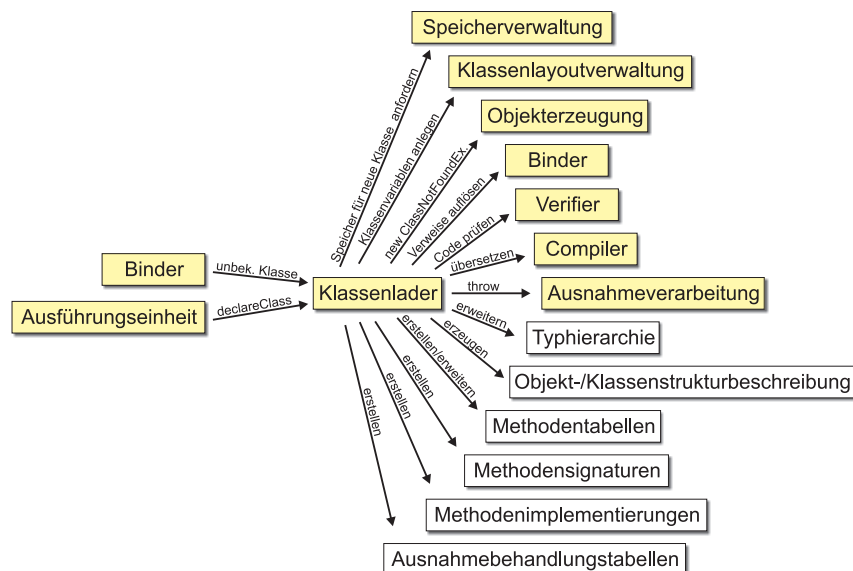 Speicherverwaltung
Klassenlayoutverwaltung
Objekterzeugung
Binder
Verifier
Compiler
Ausnahmeverarbeitung
Typhierarchie
Objekt-/Klassenstrukturbeschreibung
Methodentabellen
Methodensignaturen
Methodenimplementierungen
Ausnahmebehandlungstabellen
Binder
Ausführungseinheit
Klassenlader
unbek. Klasse
declareClass
Speicher für neue Klasse anfordern
Klassenvariablen anlegen
new ClassNotFoundEx.
Verweise auflösen
Code prüfen
übersetzen
throw
erweitern
erzeugen
erstellen/erweitern
erstellen
erstellen
erstellen